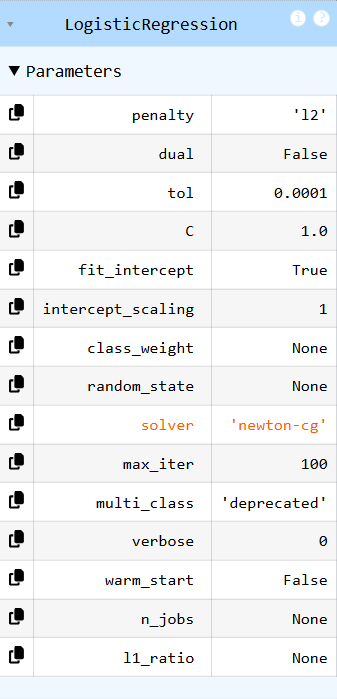 LogisticRegression i ?
Parameters
penalty 'l2'
dual False
tol 0.0001
C 1.0
fit_intercept True
intercept_scaling 1
class_weight None
random_state None
solver 'newton-cg'
max_iter 100
multi_class 'deprecated'
verbose 0
warm_start False
n_jobs None
l1_ratio None